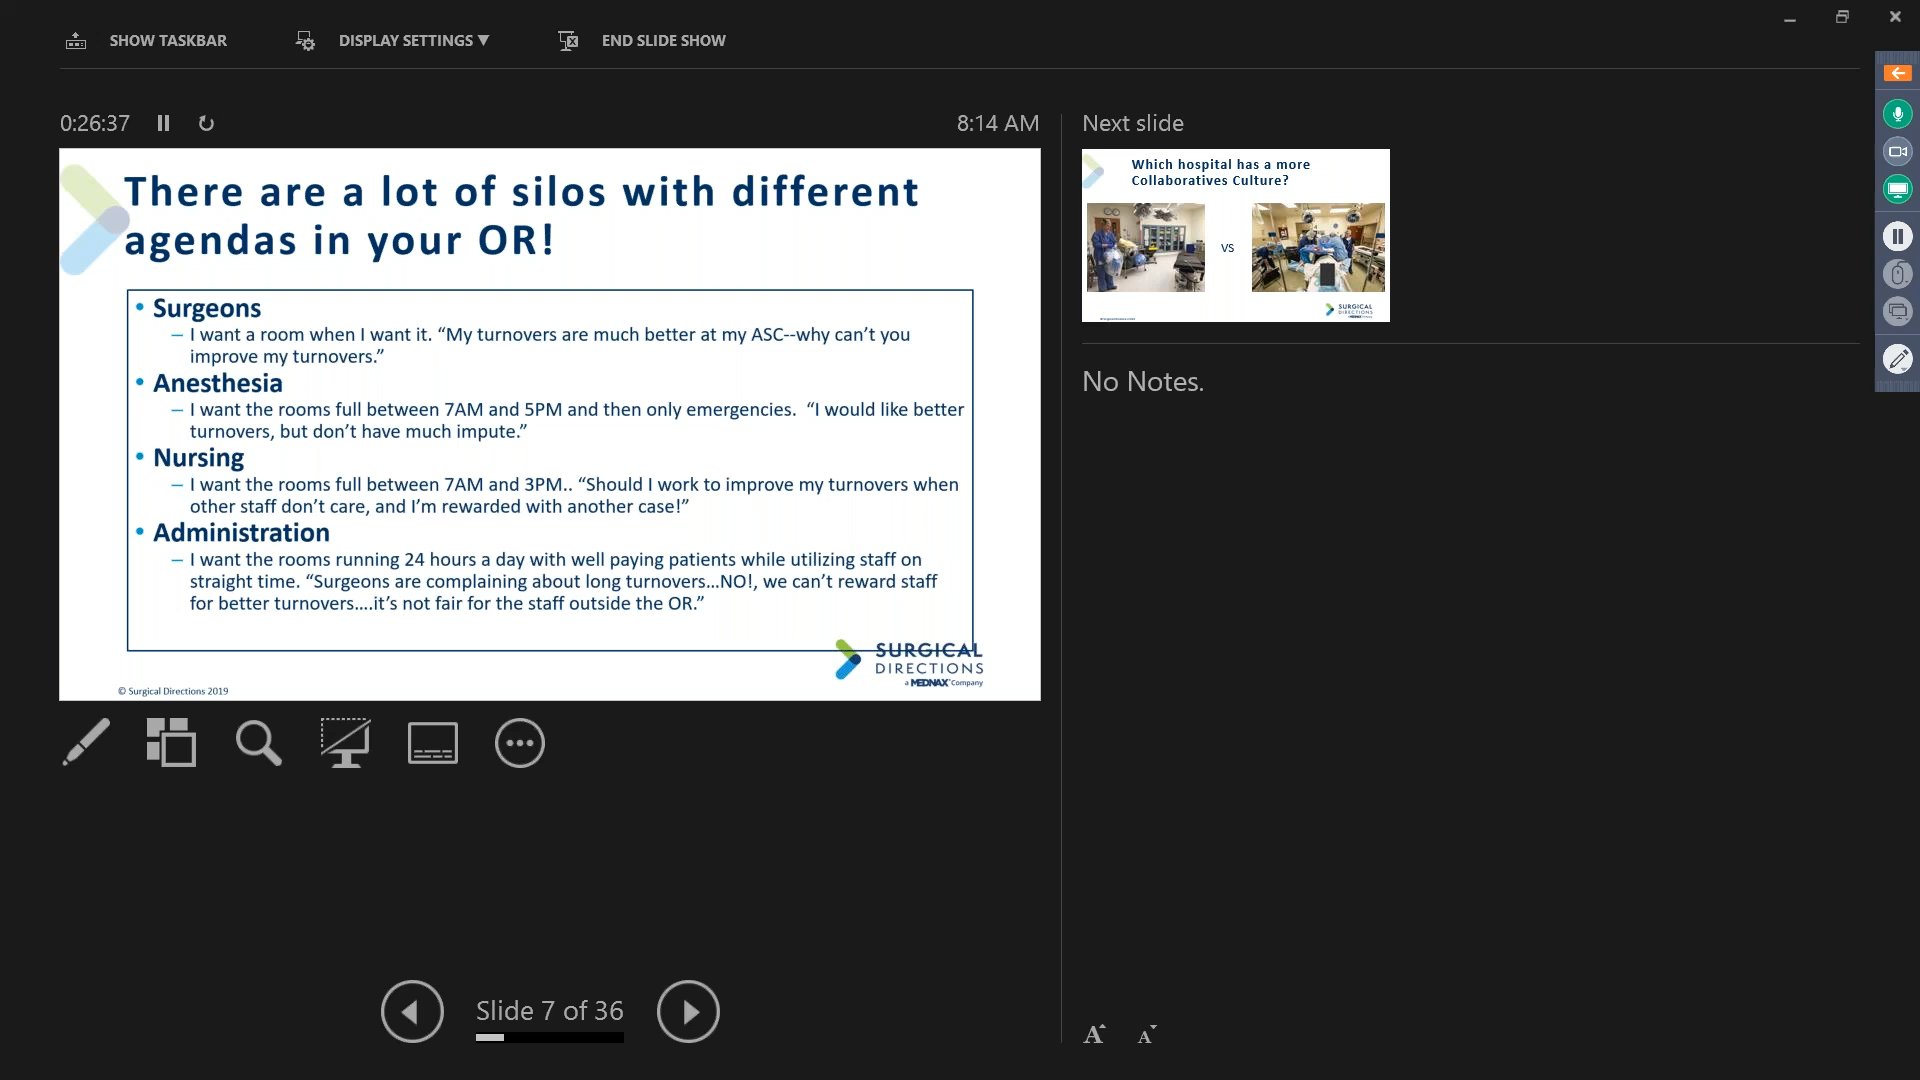 SHOW TASKBAR
DISPLAY SETTINGS ▼
END SLIDE SHOW
0:26:37
8:14 AM
There are a lot of silos with different
agendas in your OR!
• Surgeons
– I want a room when I want it. “My turnovers are much better at my ASC--why can’t you
improve my turnovers.”
• Anesthesia
– I want the rooms full between 7AM and 5PM and then only emergencies. “I would like better
turnovers, but don’t have much impute.”
• Nursing
– I want the rooms full between 7AM and 3PM.. “Should I work to improve my turnovers when
other staff don’t care, and I’m rewarded with another case!”
• Administration
– I want the rooms running 24 hours a day with well paying patients while utilizing staff on
straight time. “Surgeons are complaining about long turnovers...NO!, we can’t reward staff
for better turnovers....it’s not fair for the staff outside the OR.”
SURGICAL
DIRECTIONS
a MEDNAX Company
© Surgical Directions 2019
Slide 7 of 36
Next slide
Which hospital has a more
Collaboratives Culture?
VS
SURGICAL
DIRECTIONS
No Notes.
A A